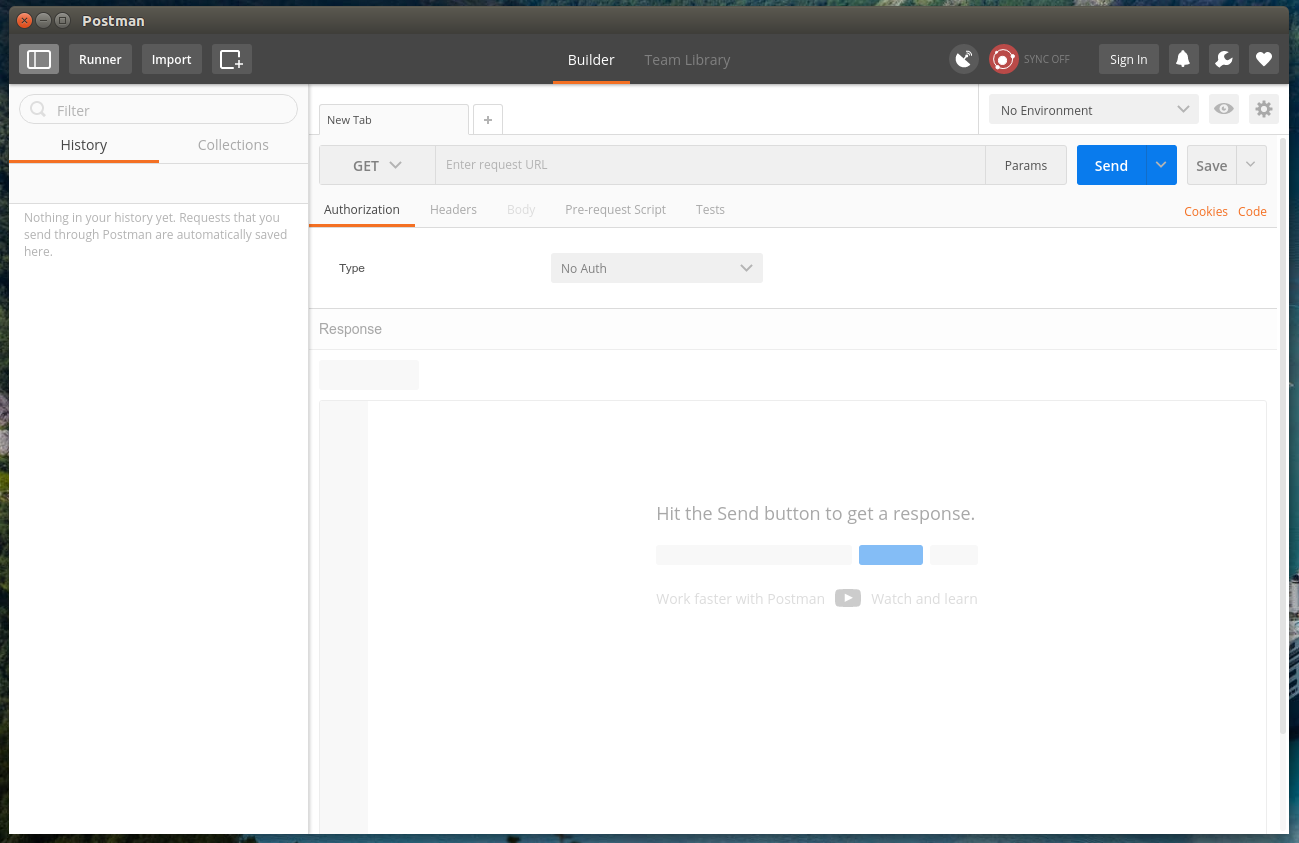 Postman
Runner
Import
Builder
Team Library
SYNC OFF
Sign In
Filter
History
Collections
Nothing in your history yet. Requests that you
send through Postman are automatically saved
here.
New Tab
+
No Environment
GET
Enter request URL
Params
Send
Save
Authorization
Headers
Body
Pre-request Script
Tests
Cookies
Code
Type
No Auth
Response
Hit the Send button to get a response.
Work faster with Postman
Watch and learn